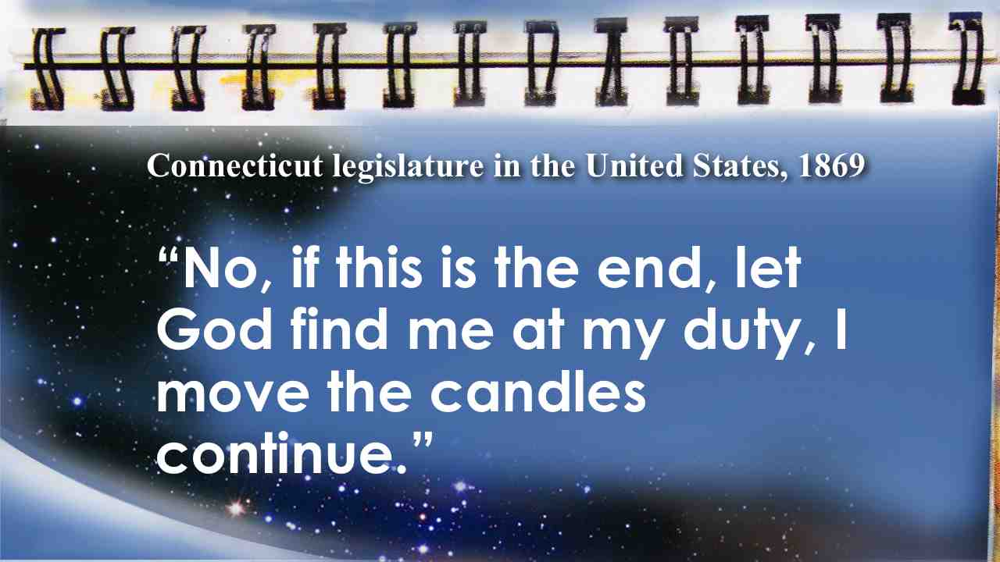 Connecticut legislature in the United States, 1869
“No, if this is the end, let
God find me at my duty, I
move the candles
continue.”